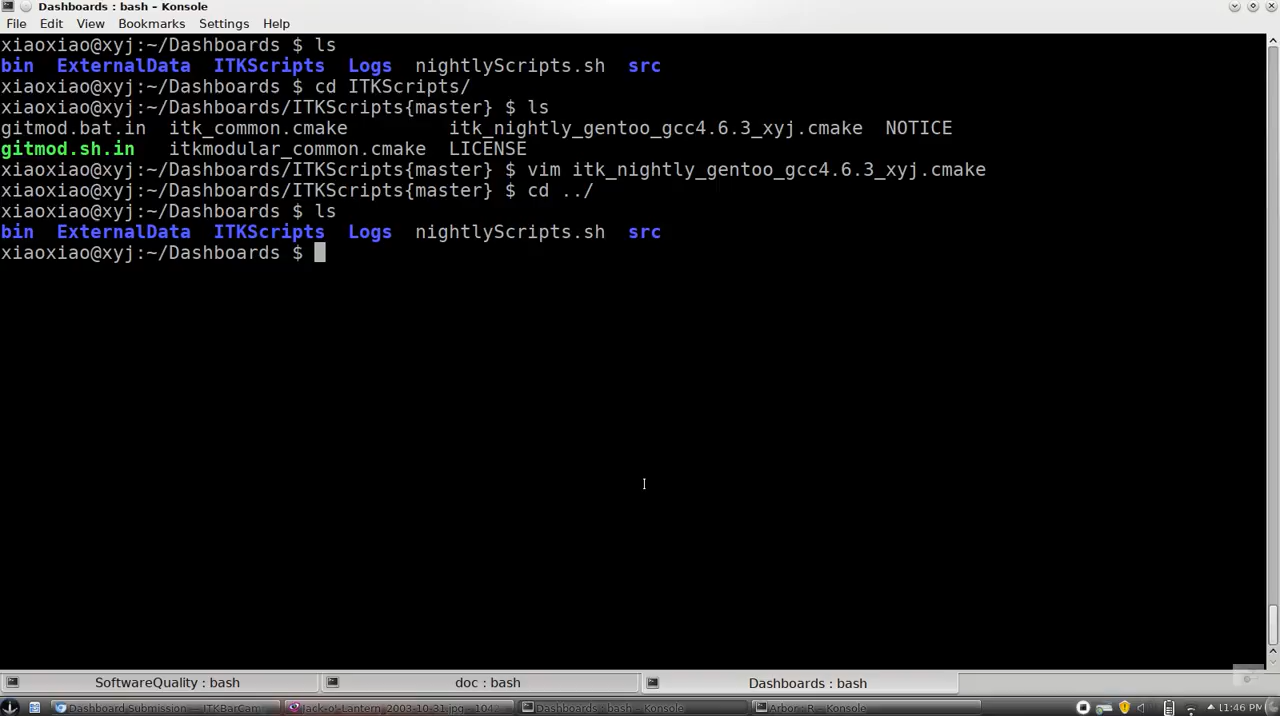 Dashboards : bash – Konsole
File Edit View Bookmarks Settings Help
xiaoxiao@xyj:~/Dashboards $ ls
bin ExternalData ITKScripts Logs nightlyScripts.sh src
xiaoxiao@xyj:~/Dashboards $ cd ITKScripts/
xiaoxiao@xyj:~/Dashboards/ITKScripts{master} $ ls
gitmod.bat.in itk_common.cmake itk_nightly_gentoo_gcc4.6.3_xyj.cmake NOTICE
gitmod.sh.in itkmodular_common.cmake LICENSE
xiaoxiao@xyj:~/Dashboards/ITKScripts{master} $ vim itk_nightly_gentoo_gcc4.6.3_xyj.cmake
xiaoxiao@xyj:~/Dashboards/ITKScripts{master} $ cd ../
xiaoxiao@xyj:~/Dashboards $ ls
bin ExternalData ITKScripts Logs nightlyScripts.sh src
xiaoxiao@xyj:~/Dashboards $
SoftwareQuality : bash doc : bash Dashboards : bash
Dashboard Submission — ITKBarCam Jack-o'-Lantern_2003-10-31.jpg – 1042 Dashboards : bash – Konsole Arbor : R – Konsole 11:46 PM